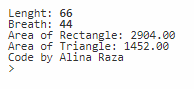 Lenght: 66
Breath: 44
Area of Rectangle: 2904.00
Area of Triangle: 1452.00
Code by Alina Raza
>